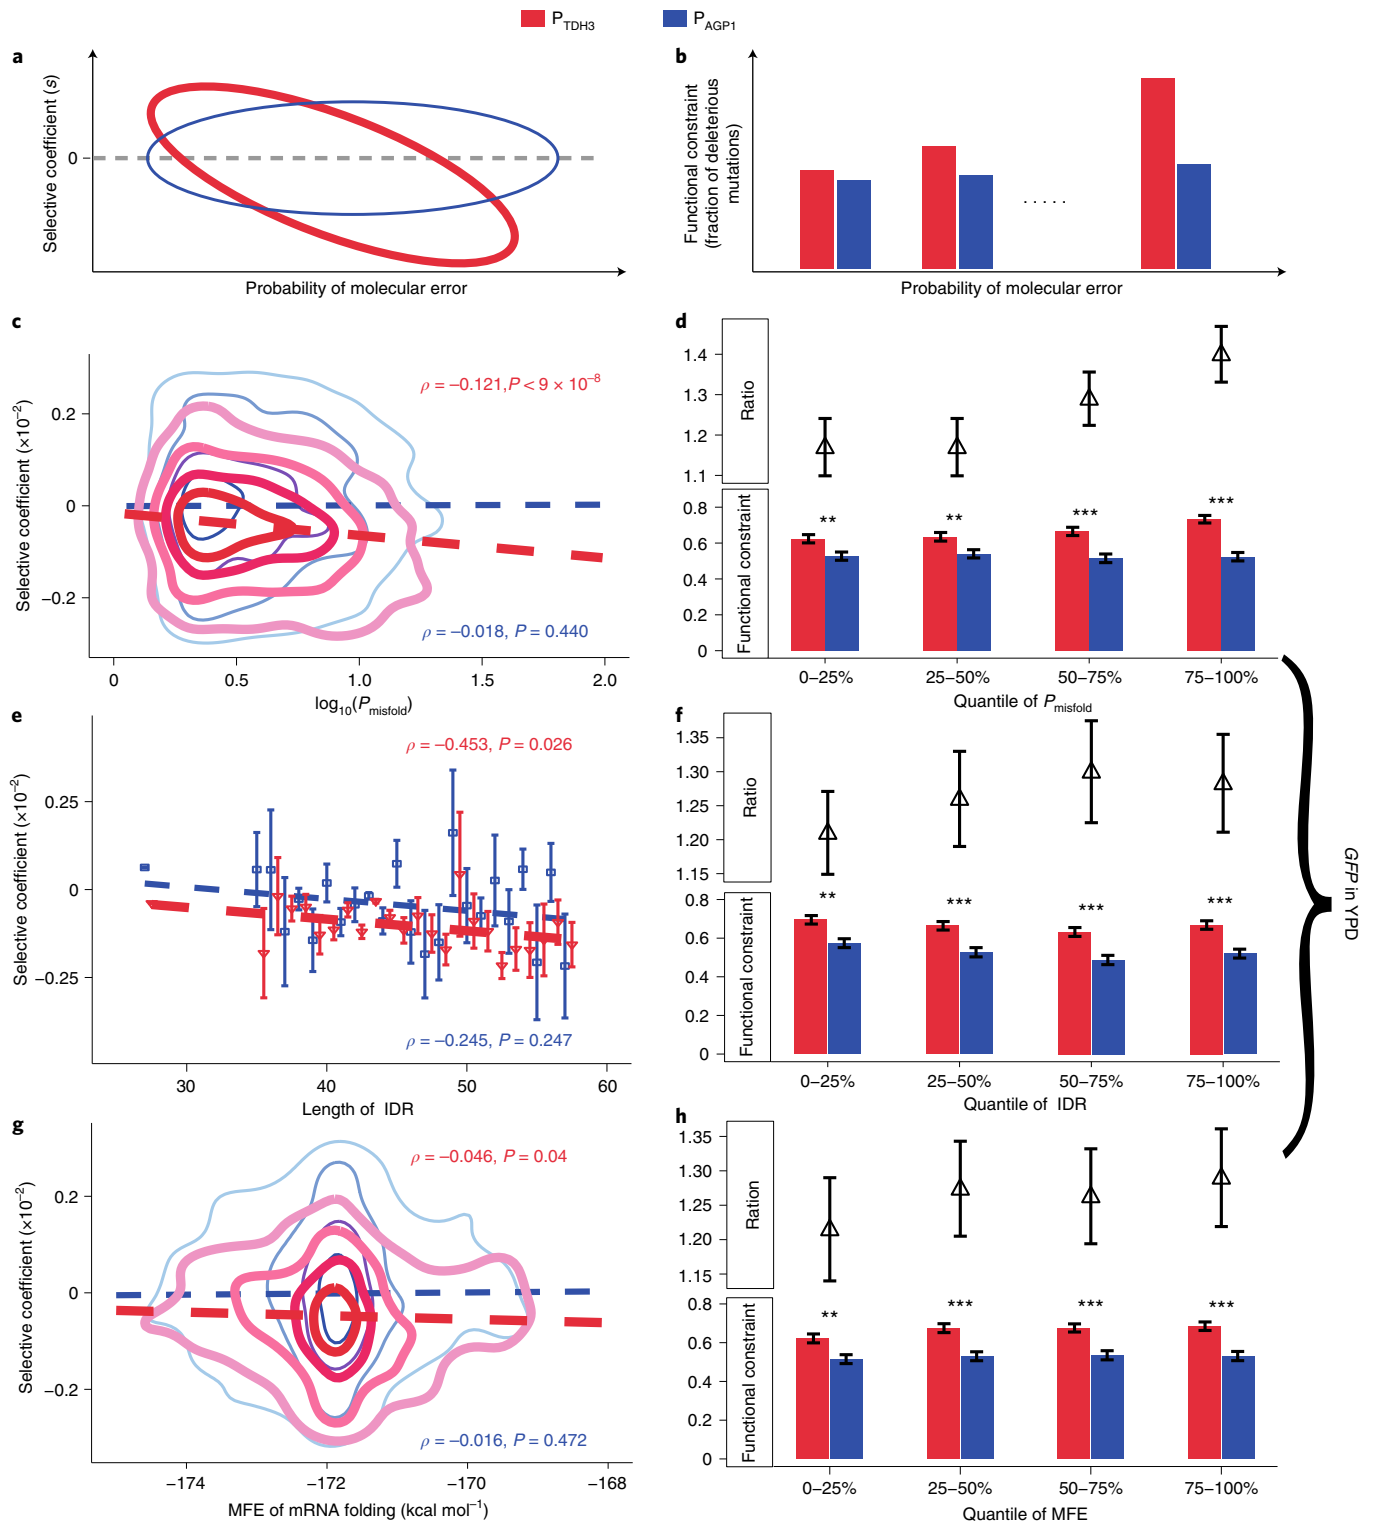 P_TDH3 P_AGP1
a
Selective coefficient (s)
0
Probability of molecular error
b
Functional constraint
(fraction of deleterious
mutations)
. . . . .
Probability of molecular error
c
Selective coefficient (×10⁻²)
0.2
0
−0.2
ρ = −0.121, P < 9 × 10⁻⁸
ρ = −0.018, P = 0.440
0 0.5 1.0 1.5 2.0
log₁₀(P_misfold)
d
Ratio
1.4
1.3
1.2
1.1
Functional constraint
0.8
0.6
0.4
0.2
0
** ** *** ***
0–25% 25–50% 50–75% 75–100%
Quantile of P_misfold
e
Selective coefficient (×10⁻²)
0.25
0
−0.25
ρ = −0.453, P = 0.026
ρ = −0.245, P = 0.247
30 40 50 60
Length of IDR
f
Ratio
1.35
1.30
1.25
1.20
1.15
Functional constraint
0.8
0.6
0.4
0.2
0
** *** *** ***
0–25% 25–50% 50–75% 75–100%
Quantile of IDR
GFP in YPD
g
Selective coefficient (×10⁻²)
0.2
0
−0.2
ρ = −0.046, P = 0.04
ρ = −0.016, P = 0.472
−174 −172 −170 −168
MFE of mRNA folding (kcal mol⁻¹)
h
Ration
1.35
1.30
1.25
1.20
1.15
Functional constraint
0.8
0.6
0.4
0.2
0
** *** *** ***
0–25% 25–50% 50–75% 75–100%
Quantile of MFE